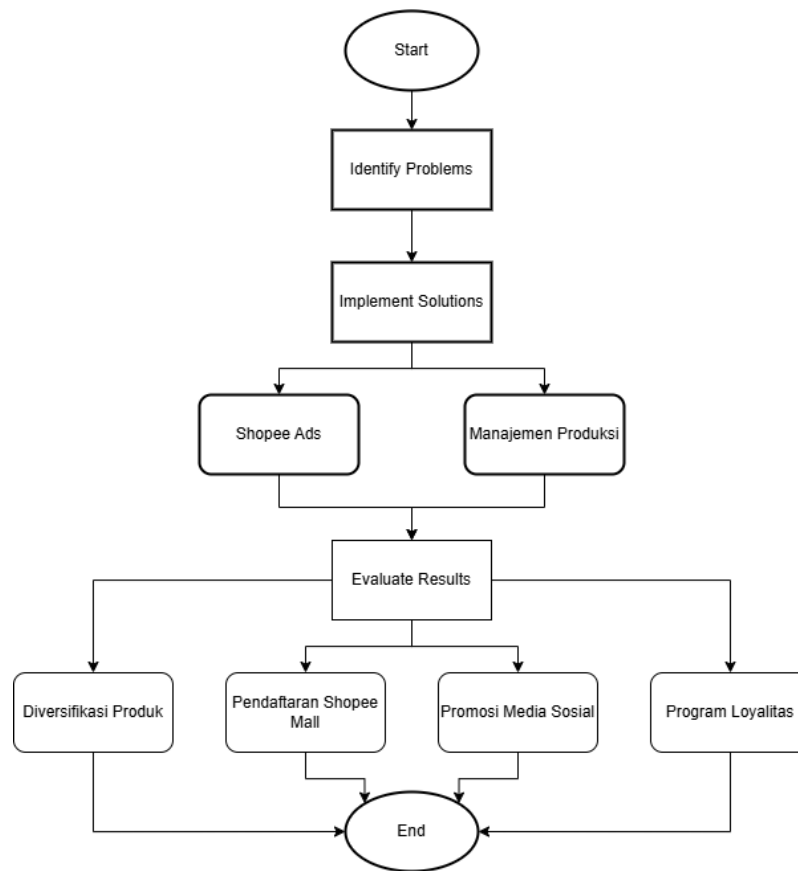 Start
Identify Problems
Implement Solutions
Shopee Ads
Manajemen Produksi
Evaluate Results
Diversifikasi Produk
Pendaftaran Shopee
Mall
Promosi Media Sosial
Program Loyalitas
End